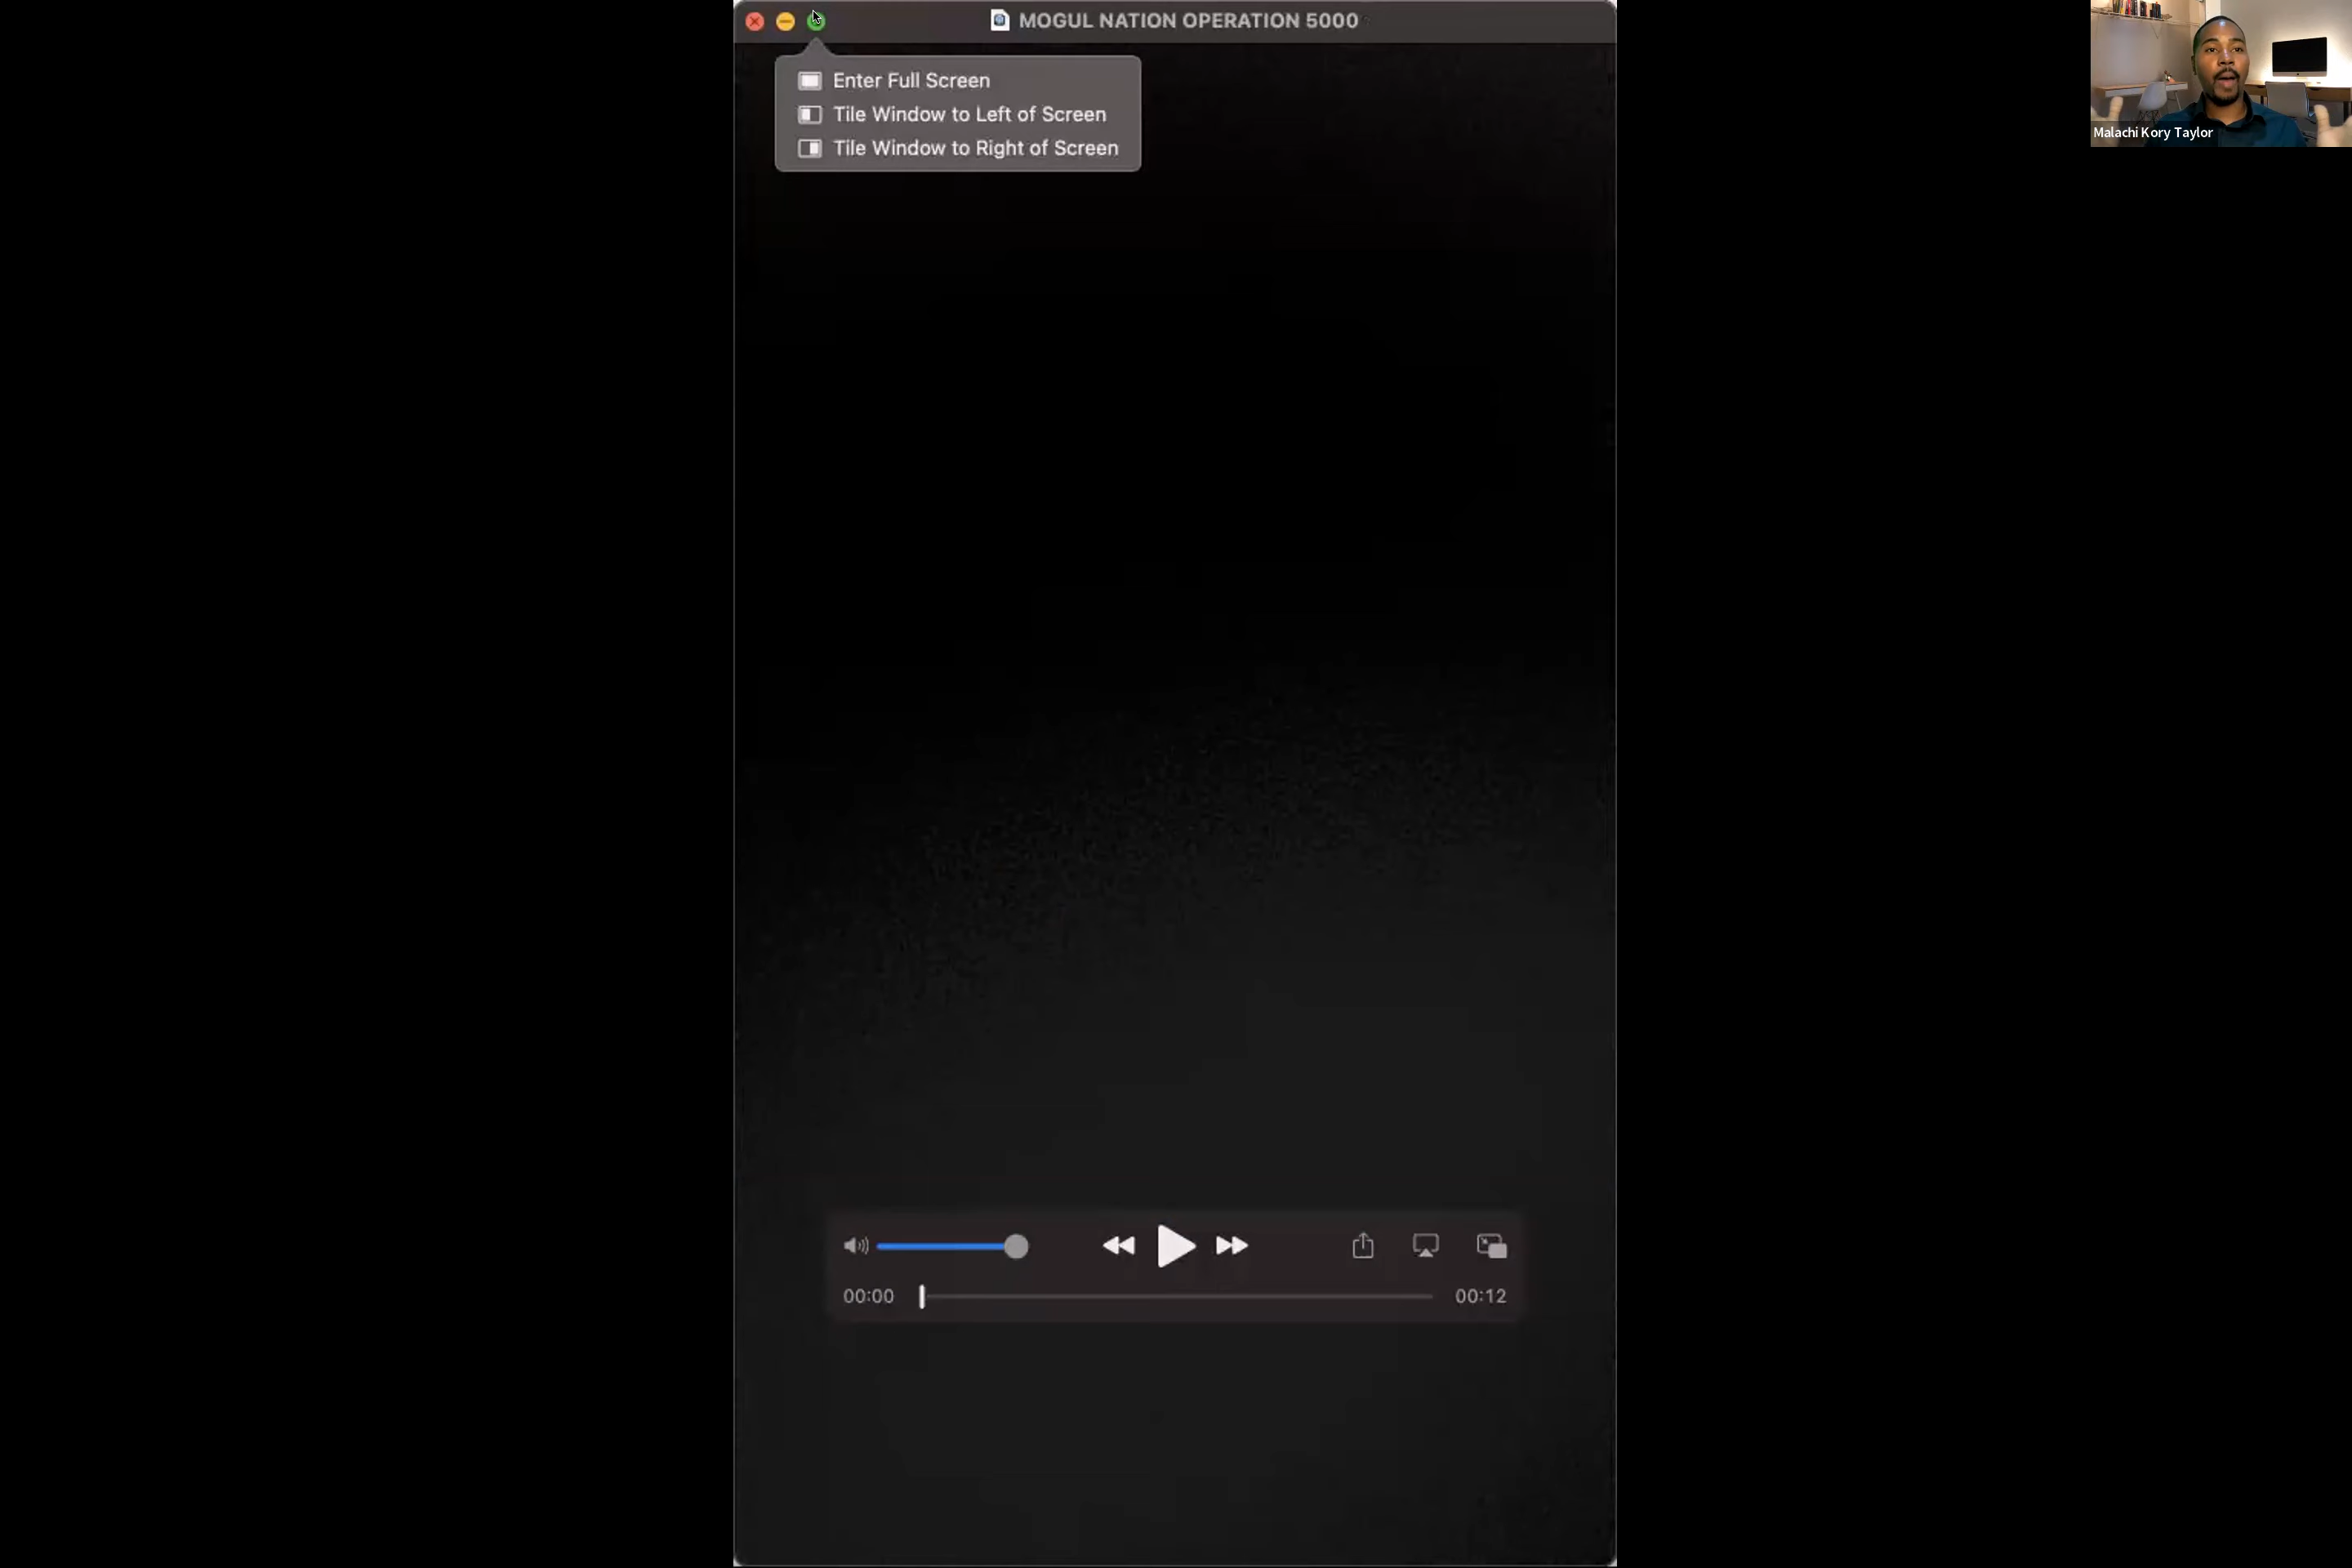 MOGUL NATION OPERATION 5000
Enter Full Screen
Tile Window to Left of Screen
Tile Window to Right of Screen
Malachi Kory Taylor
00:00
00:12